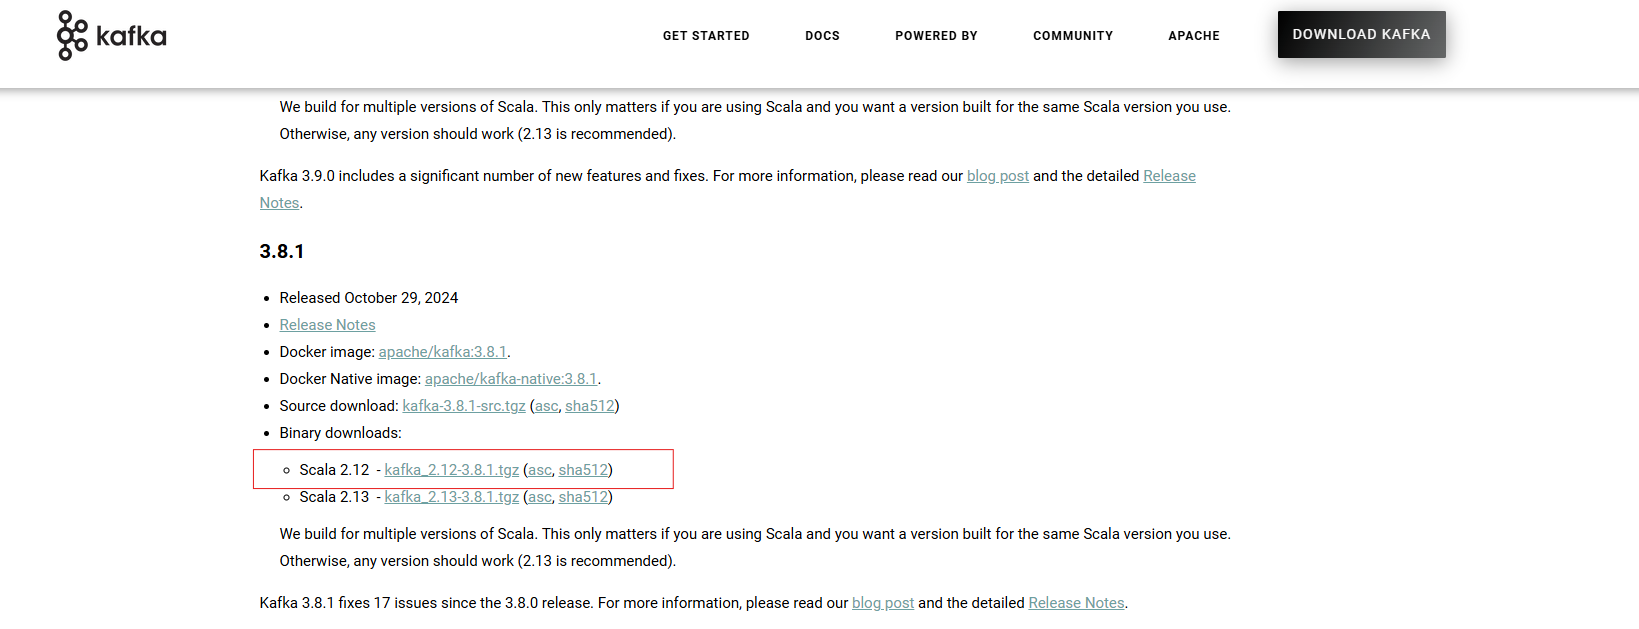 kafka GET STARTED DOCS POWERED BY COMMUNITY APACHE DOWNLOAD KAFKA
We build for multiple versions of Scala. This only matters if you are using Scala and you want a version built for the same Scala version you use.
Otherwise, any version should work (2.13 is recommended).
Kafka 3.9.0 includes a significant number of new features and fixes. For more information, please read our blog post and the detailed Release
Notes.
3.8.1
• Released October 29, 2024
• Release Notes
• Docker image: apache/kafka:3.8.1.
• Docker Native image: apache/kafka-native:3.8.1.
• Source download: kafka-3.8.1-src.tgz (asc, sha512)
• Binary downloads:
◦ Scala 2.12 - kafka_2.12-3.8.1.tgz (asc, sha512)
◦ Scala 2.13 - kafka_2.13-3.8.1.tgz (asc, sha512)
We build for multiple versions of Scala. This only matters if you are using Scala and you want a version built for the same Scala version you use.
Otherwise, any version should work (2.13 is recommended).
Kafka 3.8.1 fixes 17 issues since the 3.8.0 release. For more information, please read our blog post and the detailed Release Notes.